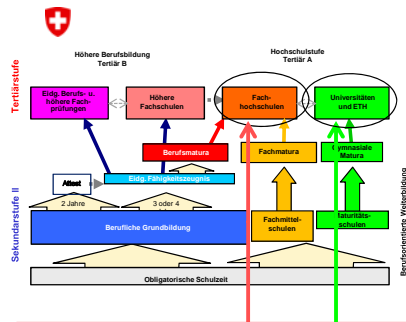 Höhere Berufsbildung
Tertiär B
Hochschulstufe
Tertiär A
Tertiärstufe
Eidg. Berufs- u.
höhere Fach-
prüfungen
Höhere
Fachschulen
Fach-
hochschulen
Universitäten
und ETH
Berufsmatura
Fachmatura
Gymnasiale
Matura
Attest
Eidg. Fähigkeitszeugnis
2 Jahre
3 oder 4
Sekundarstufe II
Berufliche Grundbildung
Fachmittel-
schulen
Maturitäts-
schulen
Obligatorische Schulzeit
Berufsorientierte Weiterbildung